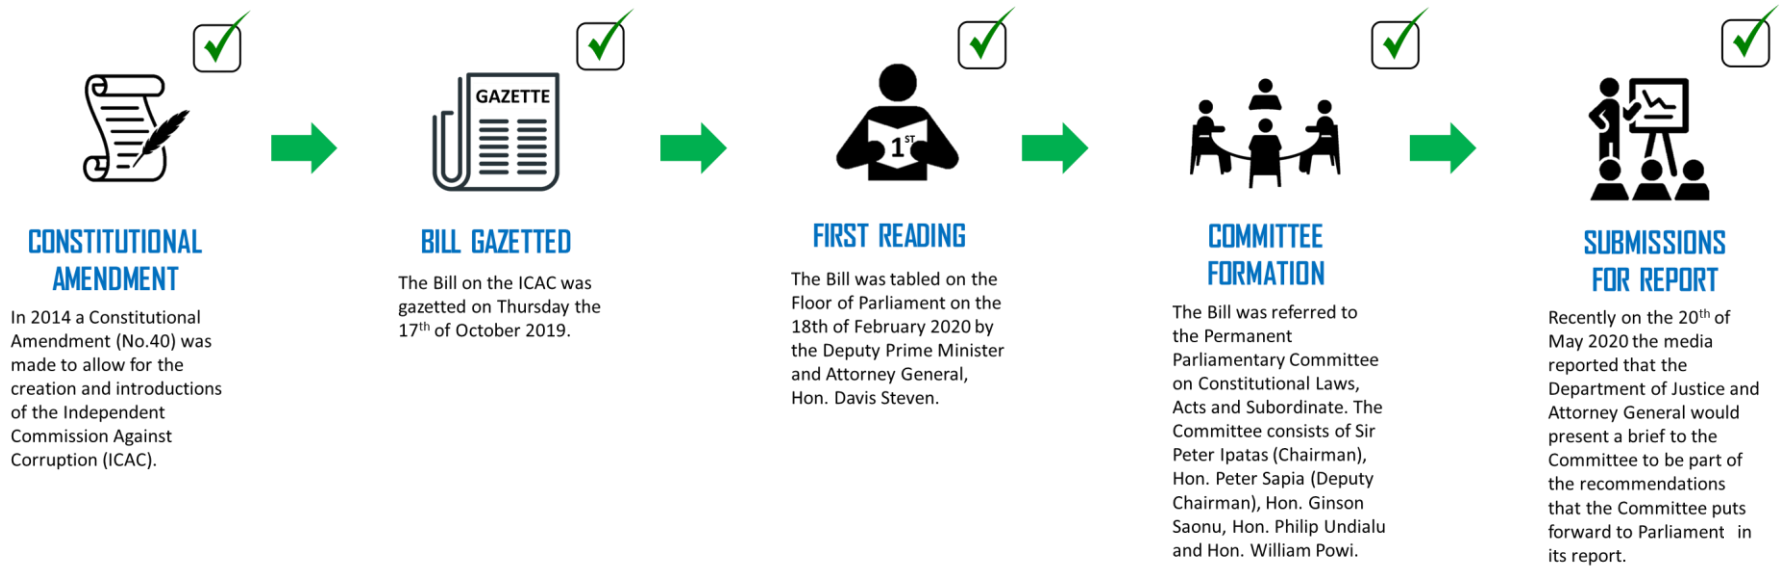 CONSTITUTIONAL
AMENDMENT
In 2014 a Constitutional
Amendment (No.40) was
made to allow for the
creation and introductions
of the Independent
Commission Against
Corruption (ICAC).
GAZETTE
BILL GAZETTED
The Bill on the ICAC was
gazetted on Thursday the
17th of October 2019.
1ST
FIRST READING
The Bill was tabled on the
Floor of Parliament on the
18th of February 2020 by
the Deputy Prime Minister
and Attorney General,
Hon. Davis Steven.
COMMITTEE
FORMATION
The Bill was referred to
the Permanent
Parliamentary Committee
on Constitutional Laws,
Acts and Subordinate. The
Committee consists of Sir
Peter Ipatas (Chairman),
Hon. Peter Sapia (Deputy
Chairman), Hon. Ginson
Saonu, Hon. Philip Undialu
and Hon. William Powi.
SUBMISSIONS
FOR REPORT
Recently on the 20th of
May 2020 the media
reported that the
Department of Justice and
Attorney General would
present a brief to the
Committee to be part of
the recommendations
that the Committee puts
forward to Parliament in
its report.